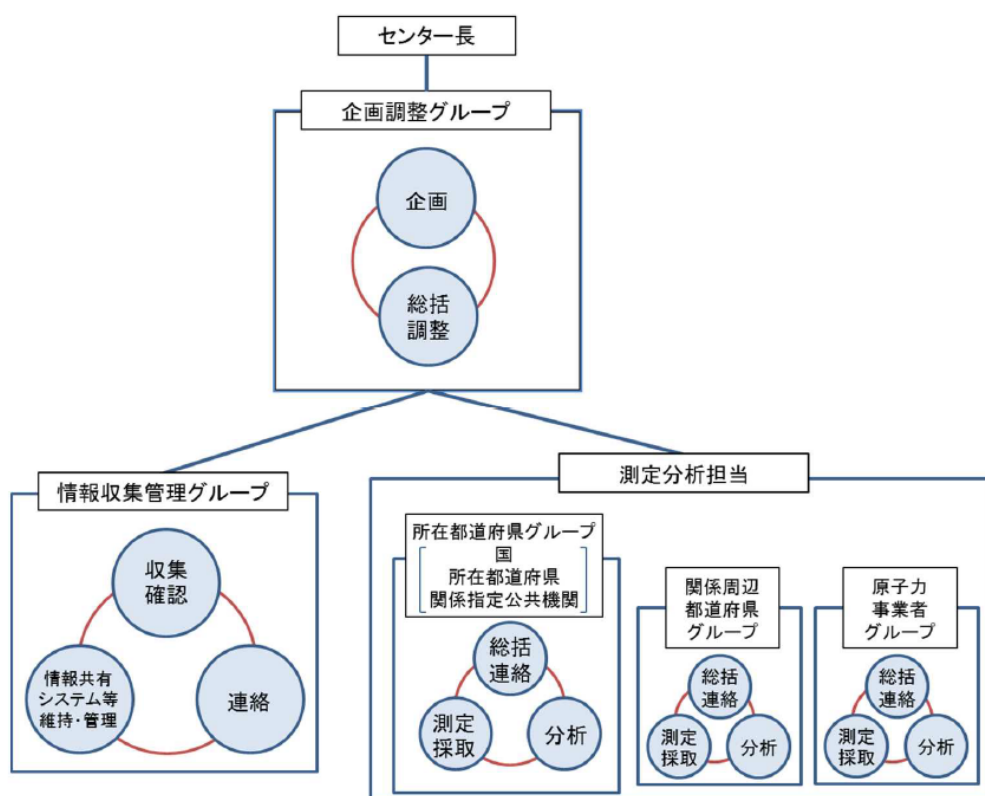 センター長
企画調整グループ
企画
総括
調整
情報収集管理グループ
収集
確認
情報共有
システム等
維持・管理
連絡
測定分析担当
所在都道府県グループ
国
所在都道府県
関係指定公共機関
総括
連絡
測定
採取
分析
関係周辺
都道府県
グループ
総括
連絡
測定
採取
分析
原子力
事業者
グループ
総括
連絡
測定
採取
分析